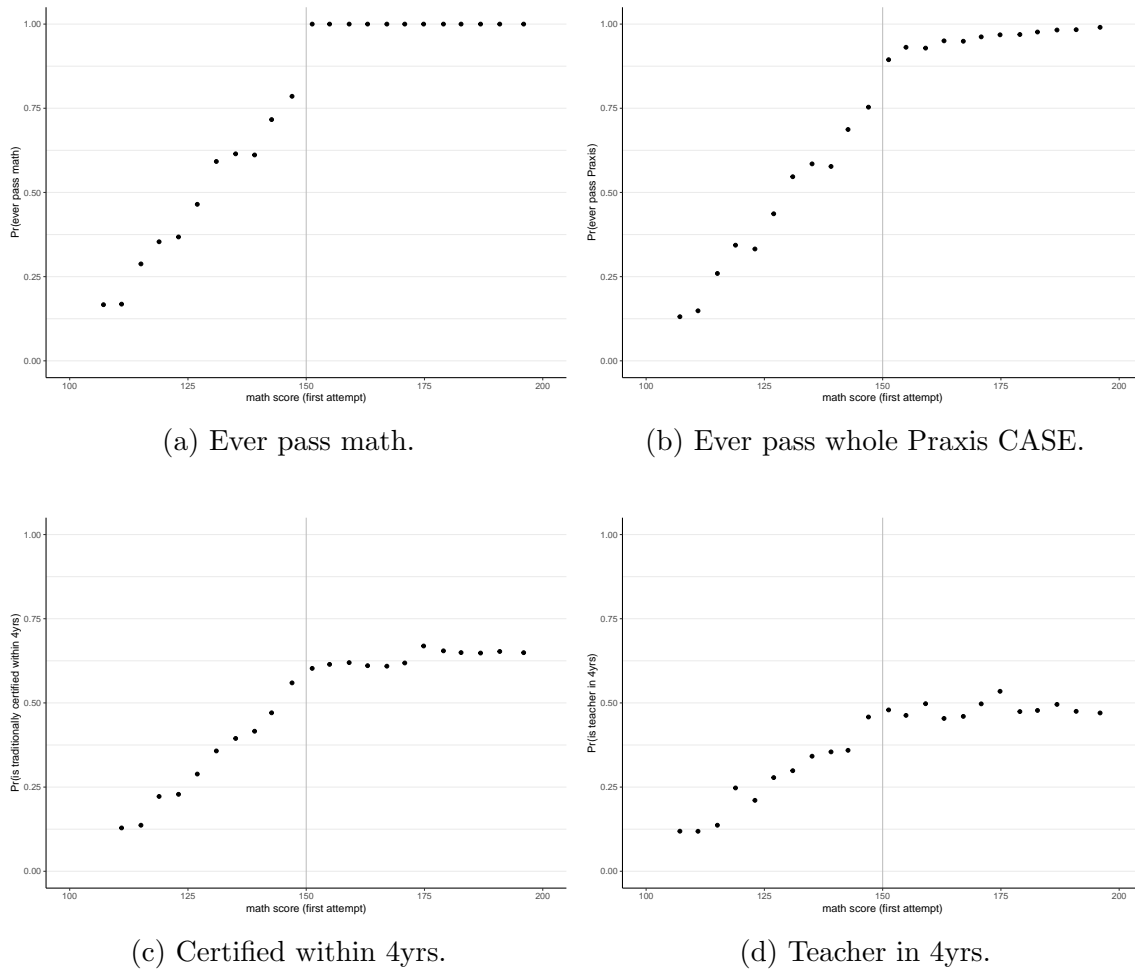 1.00
0.75
0.50
0.25
0.00
Pr(ever pass math)
100 125 150 175 200
math score (first attempt)
(a) Ever pass math.
1.00
0.75
0.50
0.25
0.00
Pr(ever pass Praxis)
100 125 150 175 200
math score (first attempt)
(b) Ever pass whole Praxis CASE.
1.00
0.75
0.50
0.25
0.00
Pr(is traditionally certified within 4yrs)
100 125 150 175 200
math score (first attempt)
(c) Certified within 4yrs.
1.00
0.75
0.50
0.25
0.00
Pr(is teacher in 4yrs)
100 125 150 175 200
math score (first attempt)
(d) Teacher in 4yrs.